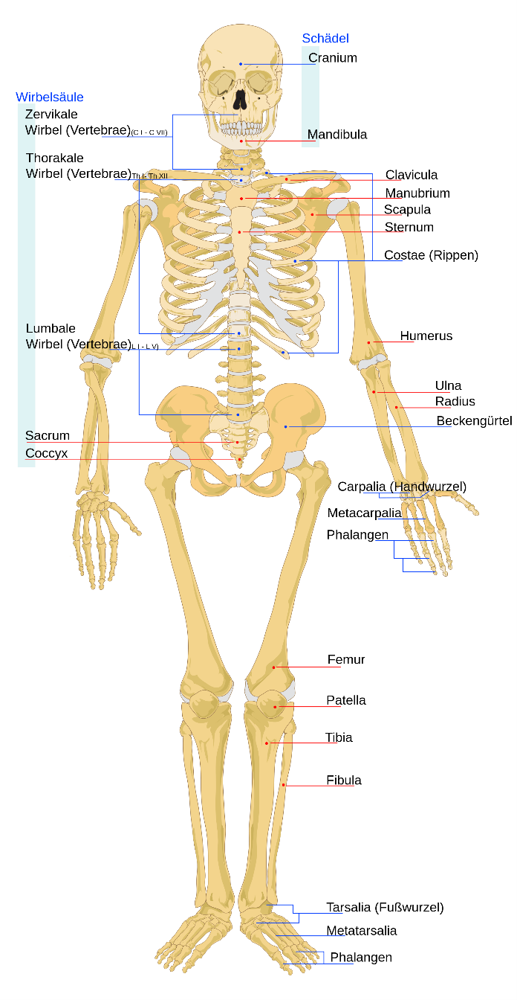 Schädel
Cranium
Mandibula
Wirbelsäule
Zervikale
Wirbel (Vertebrae)(C I - C VII)
Thorakale
Wirbel (Vertebrae)Th I- Th XII
Lumbale
Wirbel (Vertebrae)L I - L V)
Sacrum
Coccyx
Clavicula
Manubrium
Scapula
Sternum
Costae (Rippen)
Humerus
Ulna
Radius
Beckengürtel
Carpalia (Handwurzel)
Metacarpalia
Phalangen
Femur
Patella
Tibia
Fibula
Tarsalia (Fußwurzel)
Metatarsalia
Phalangen